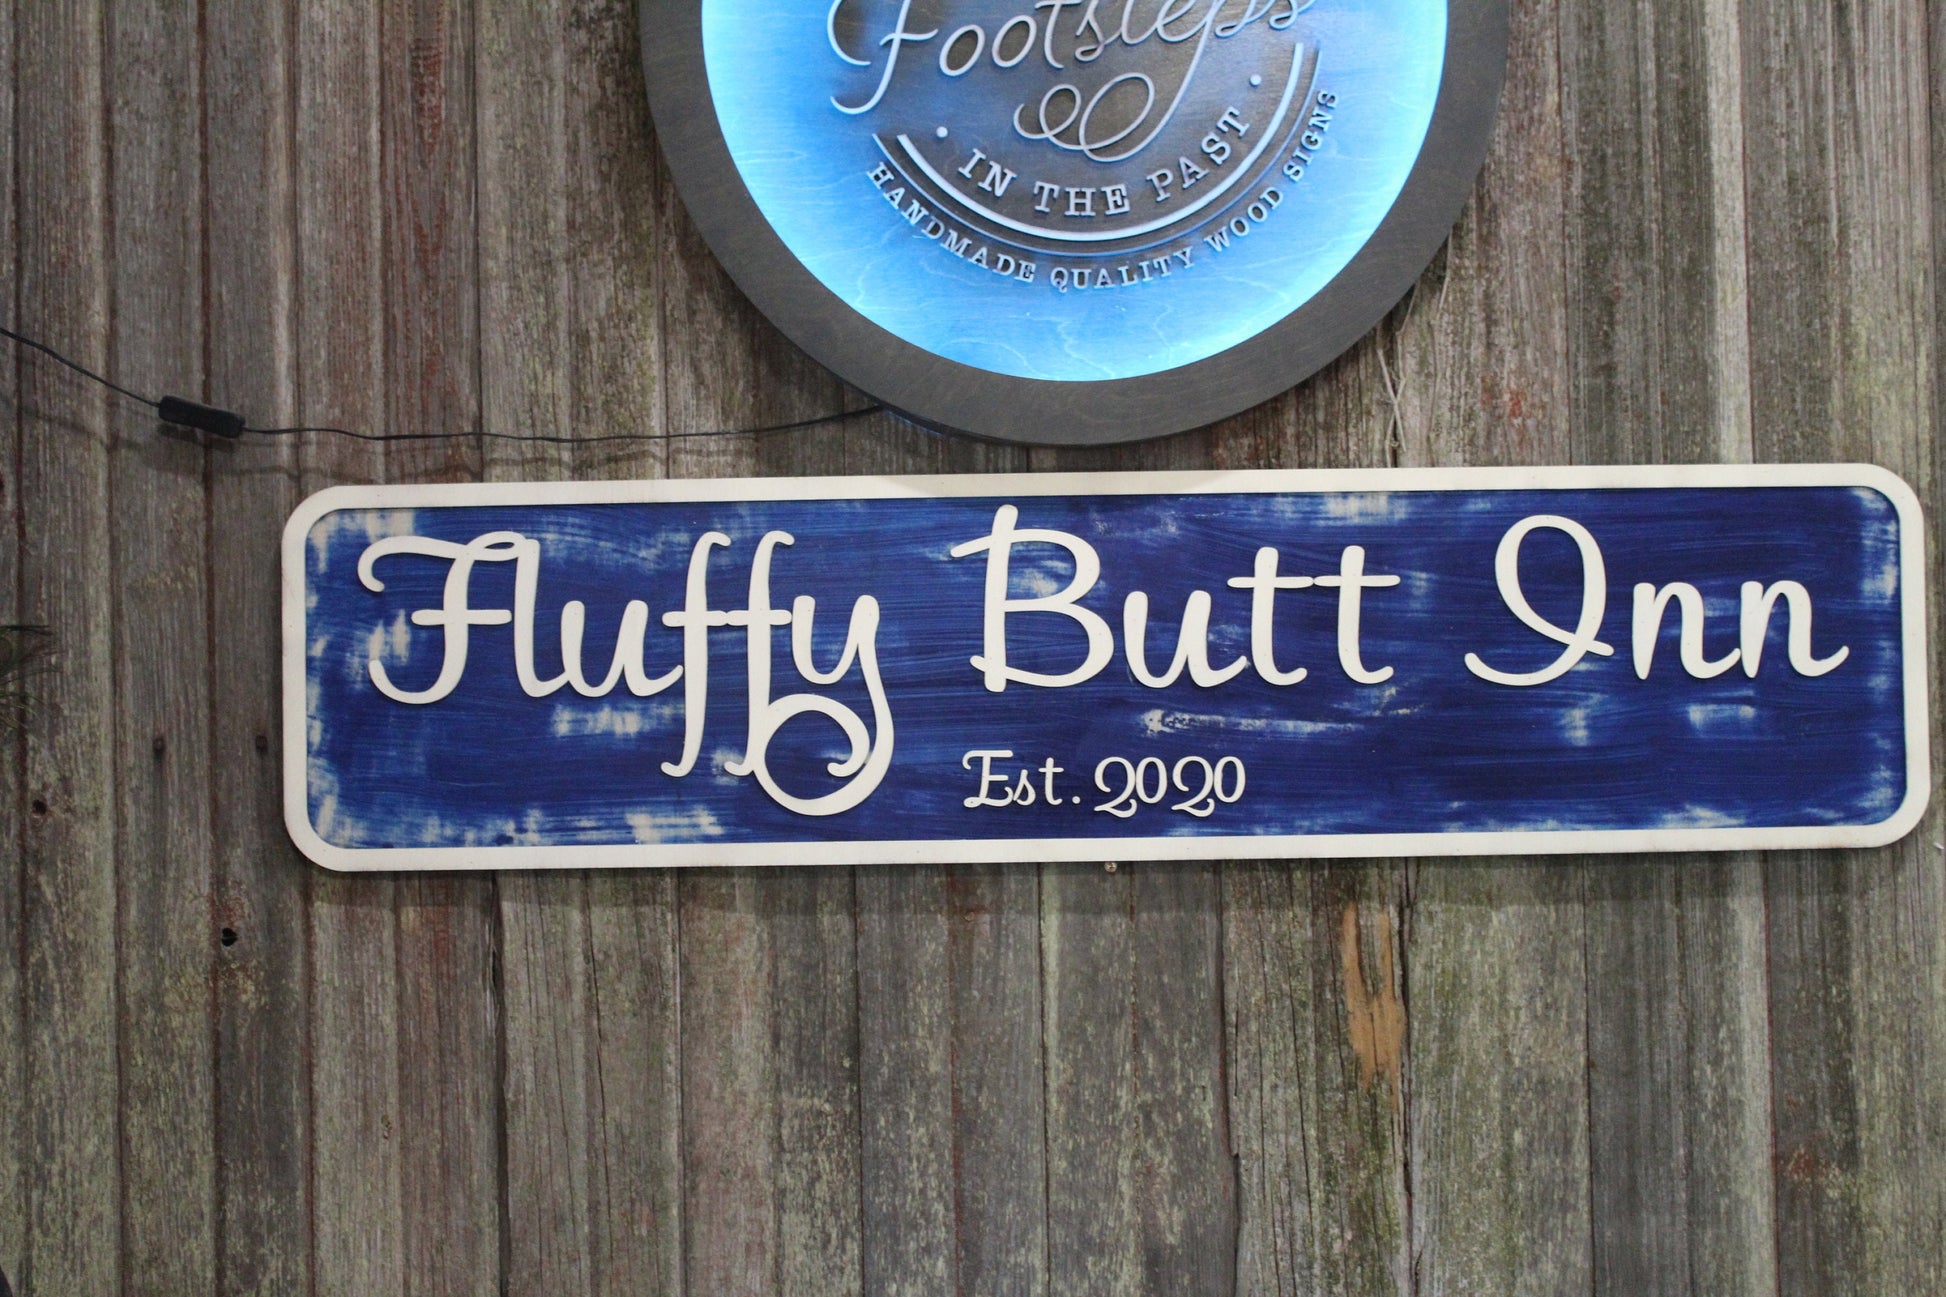 Footsteps
IN THE PAST
HANDMADE QUALITY WOOD SIGNS
Fluffy Butt Inn
Est. 2020